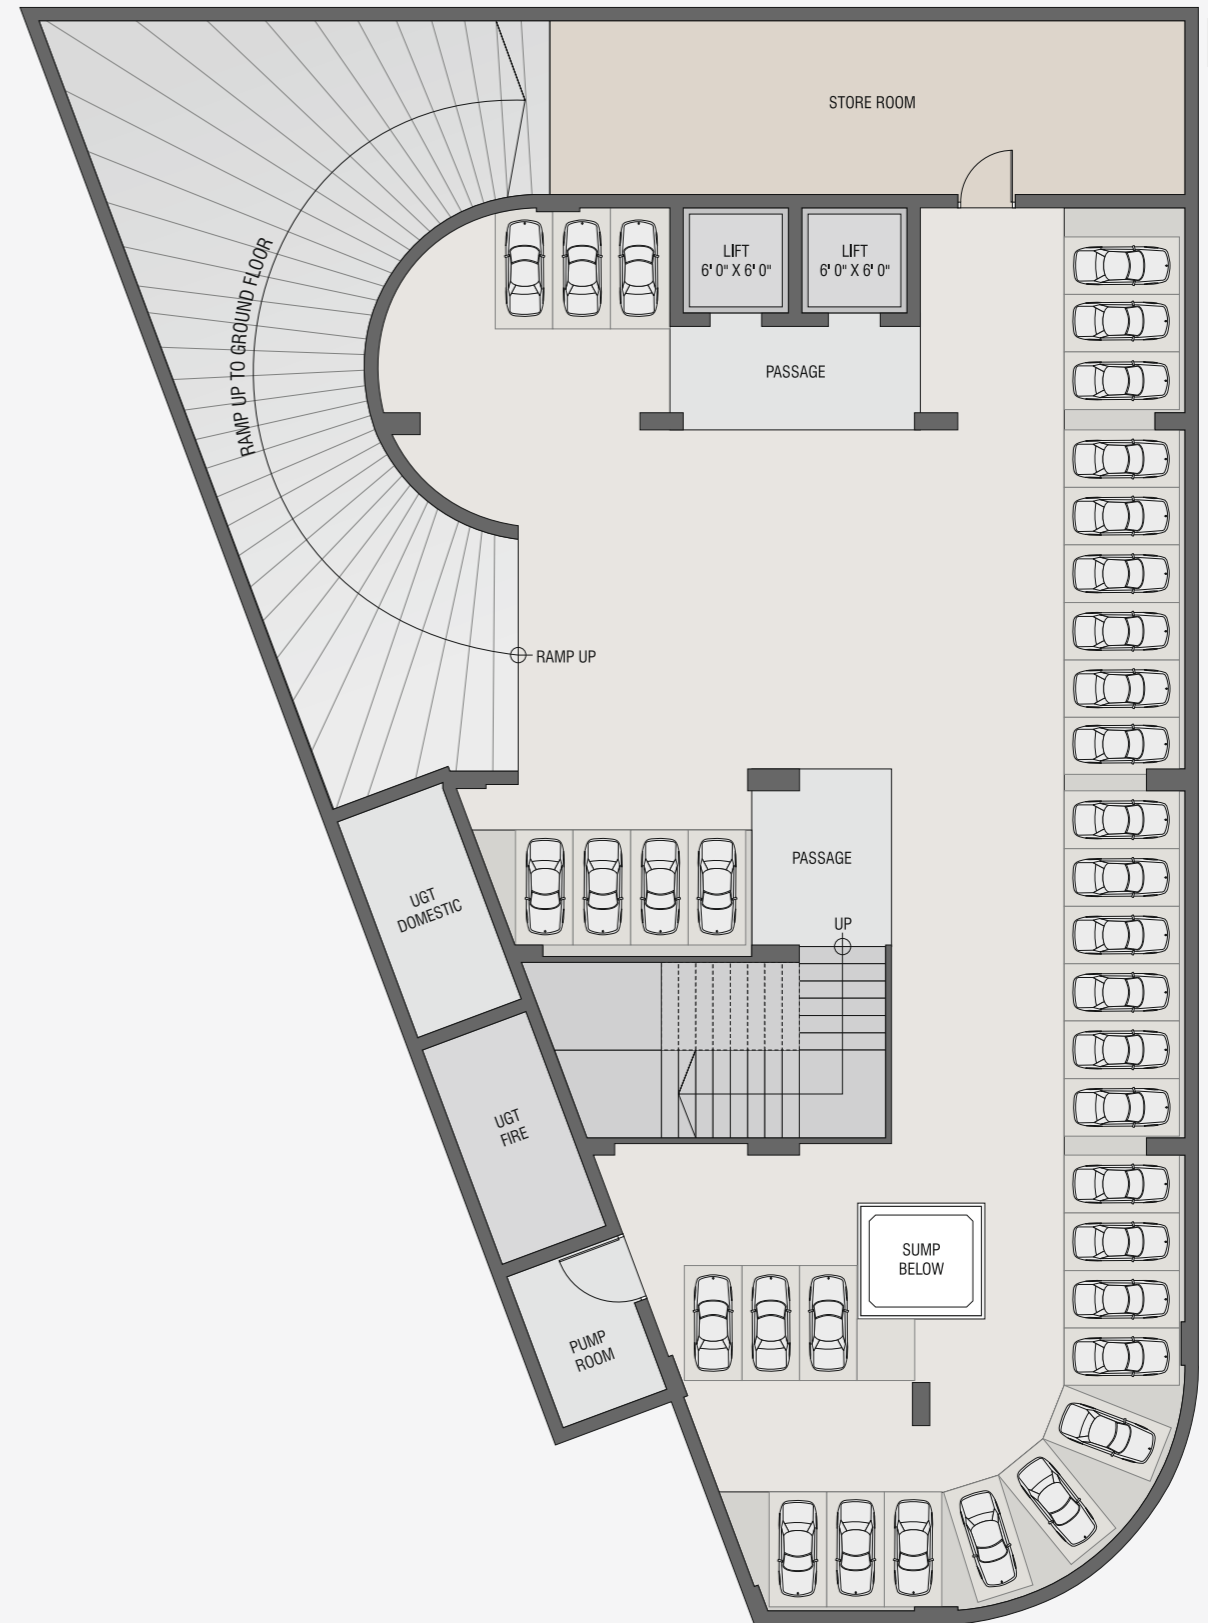 STORE ROOM
LIFT
6' 0" X 6' 0"
LIFT
6' 0" X 6' 0"
PASSAGE
RAMP UP TO GROUND FLOOR
RAMP UP
PASSAGE
UP
UGT
DOMESTIC
UGT
FIRE
SUMP
BELOW
PUMP
ROOM